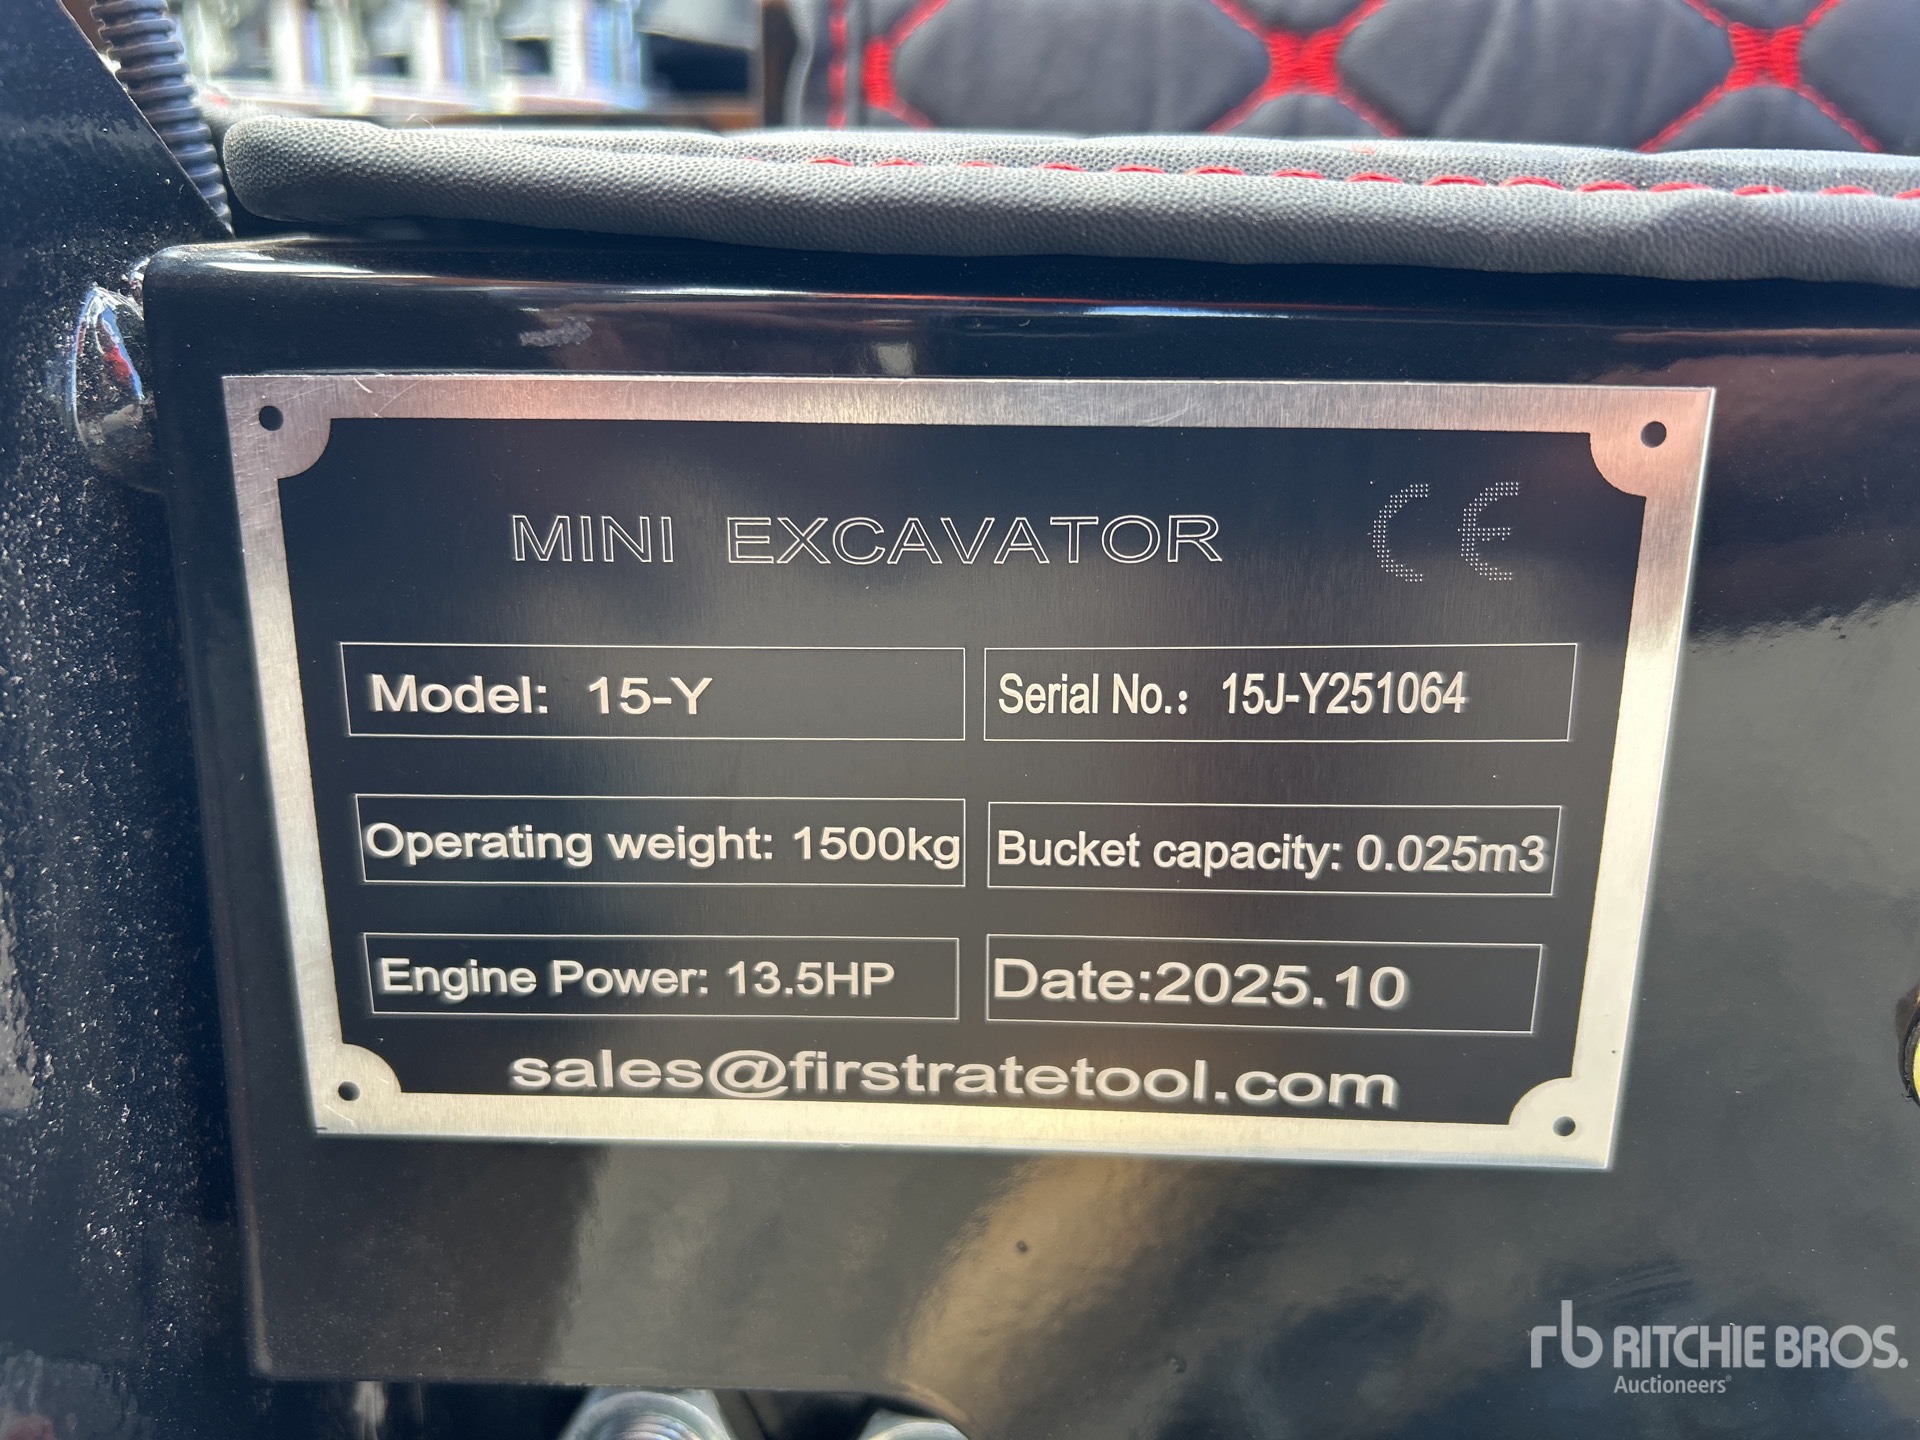 MINI EXCAVATOR CE
Model: 15-Y
Serial No.: 15J-Y251064
Operating weight: 1500kg
Bucket capacity: 0.025m3
Engine Power: 13.5HP
Date:2025.10
sales@firstratetool.com
rb RITCHIE BROS.
Auctioneers®